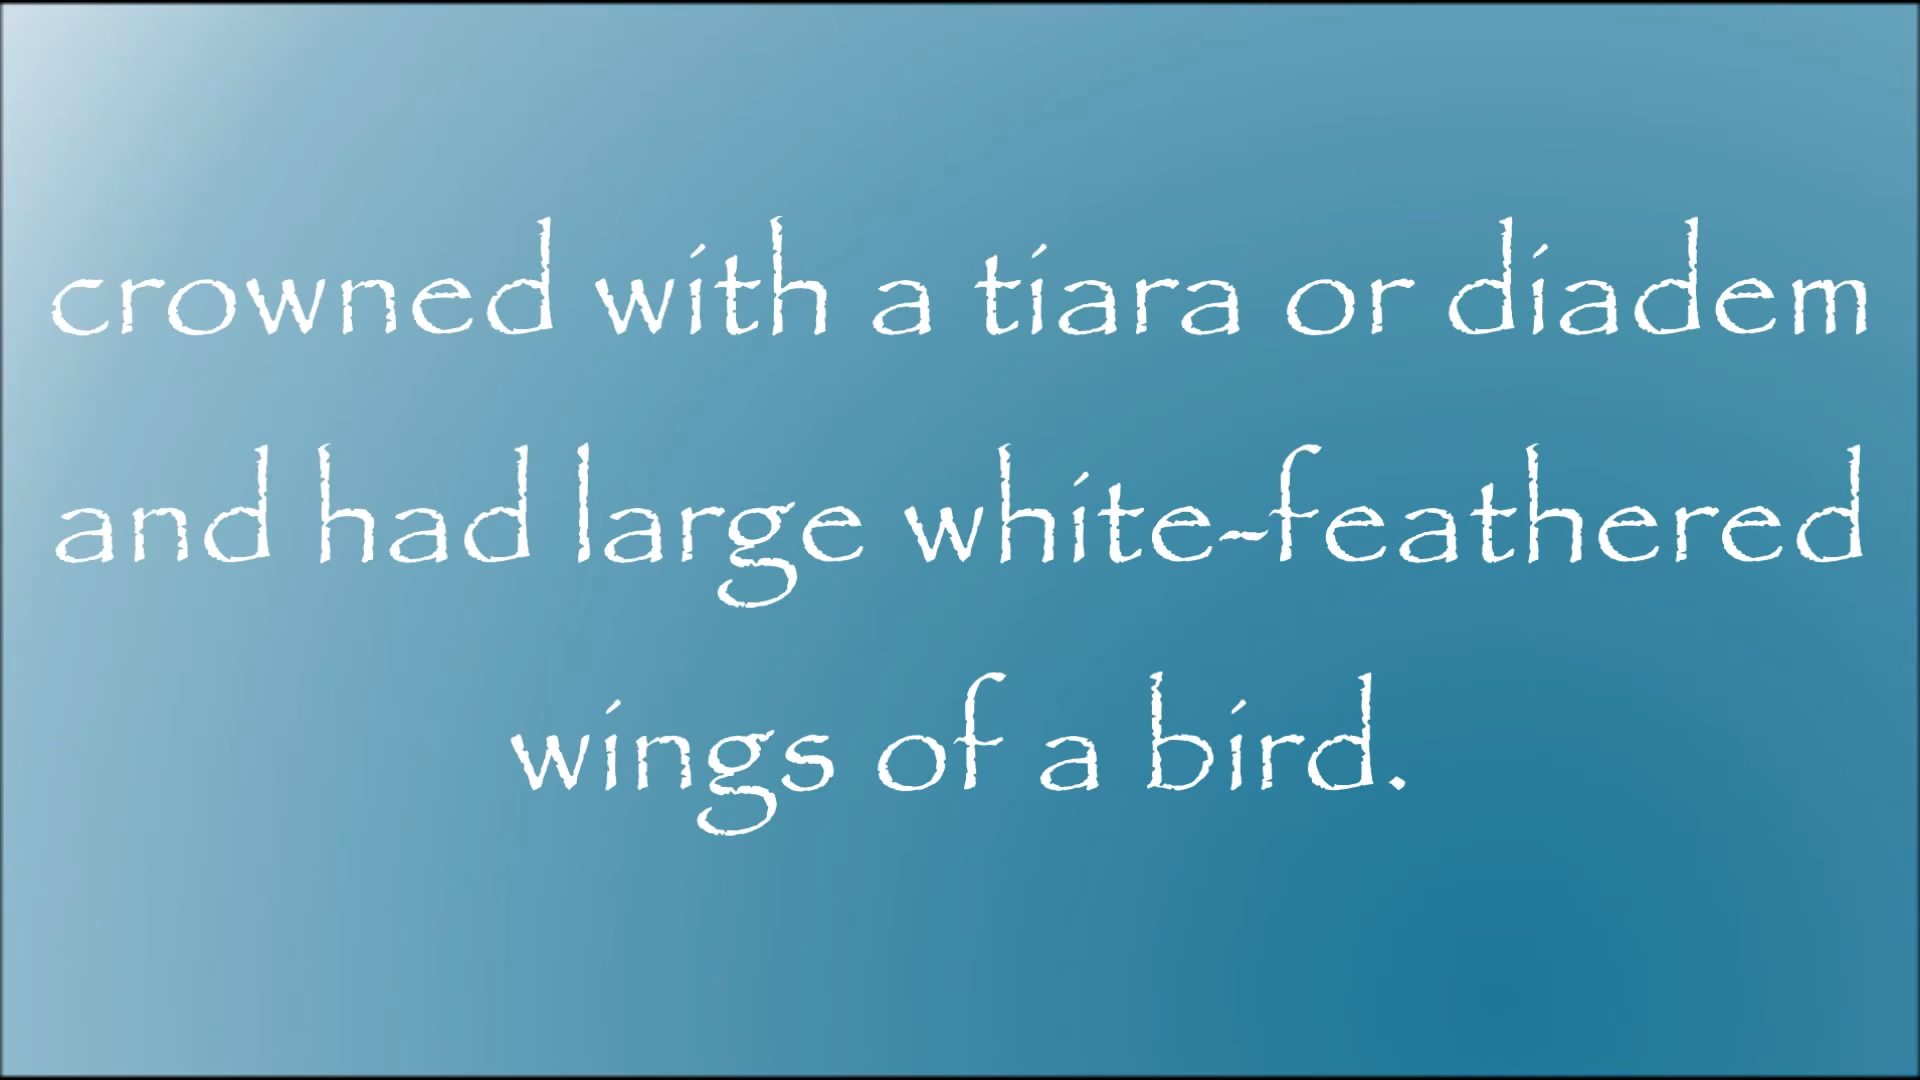 crowned with a tiara or diadem
and had large white-feathered
wings of a bird.